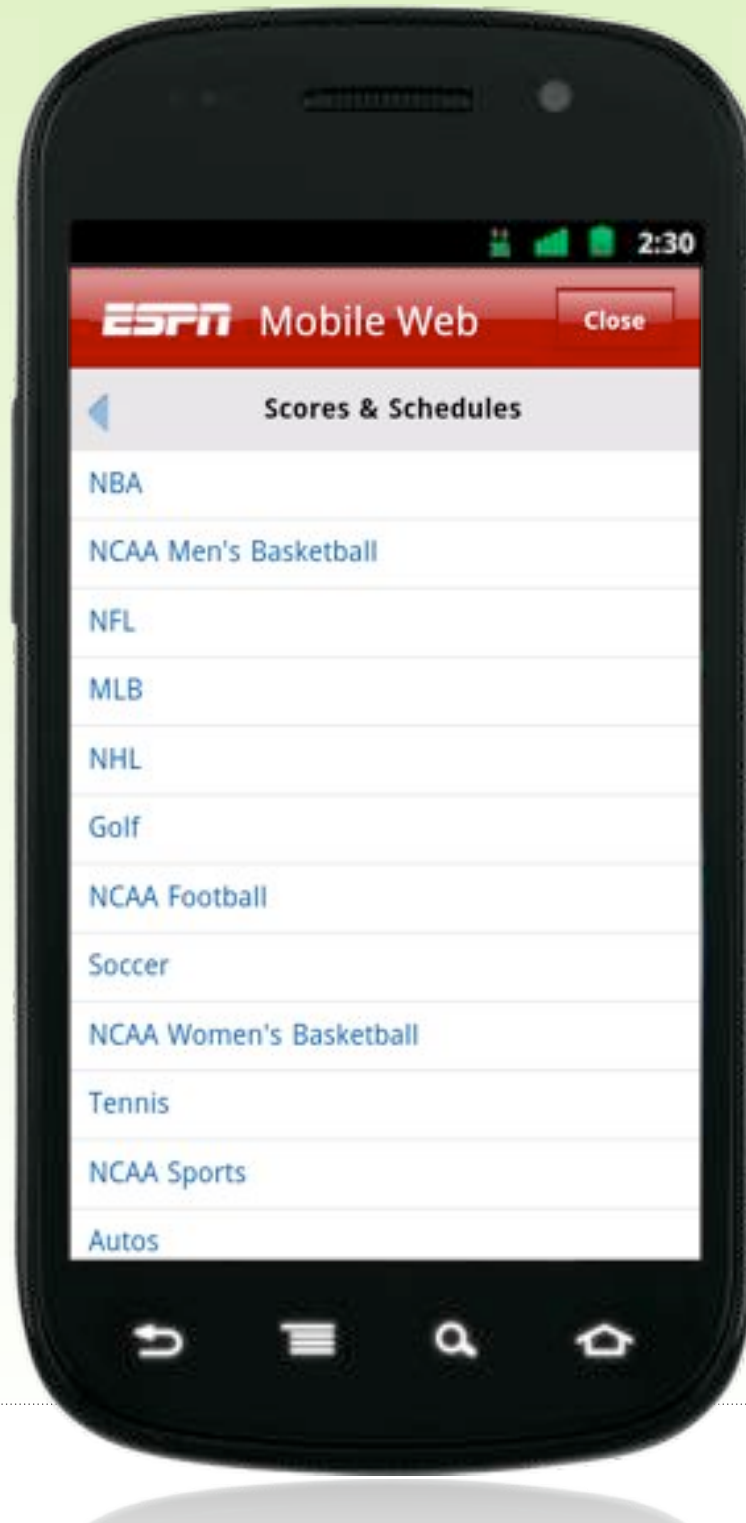 2:30
ESPN Mobile Web Close
Scores & Schedules
NBA
NCAA Men's Basketball
NFL
MLB
NHL
Golf
NCAA Football
Soccer
NCAA Women's Basketball
Tennis
NCAA Sports
Autos